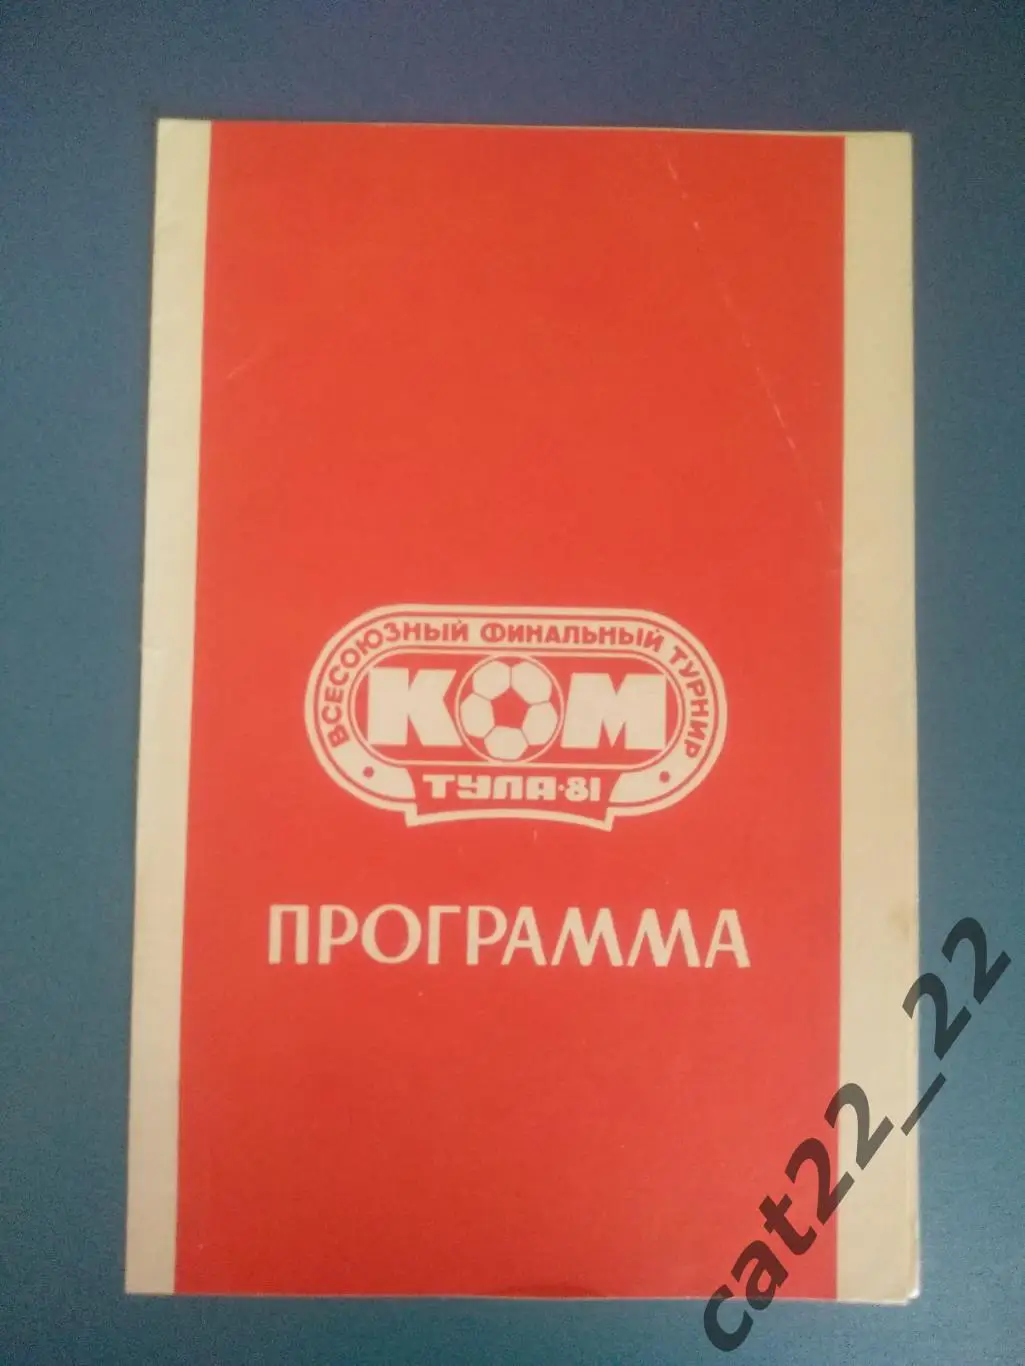 ВСЕСОЮЗНЫЙ ФИНАЛЬНЫЙ ТУРНИР
КОМ
ТУЛА·81
ПРОГРАММА
cat22_22